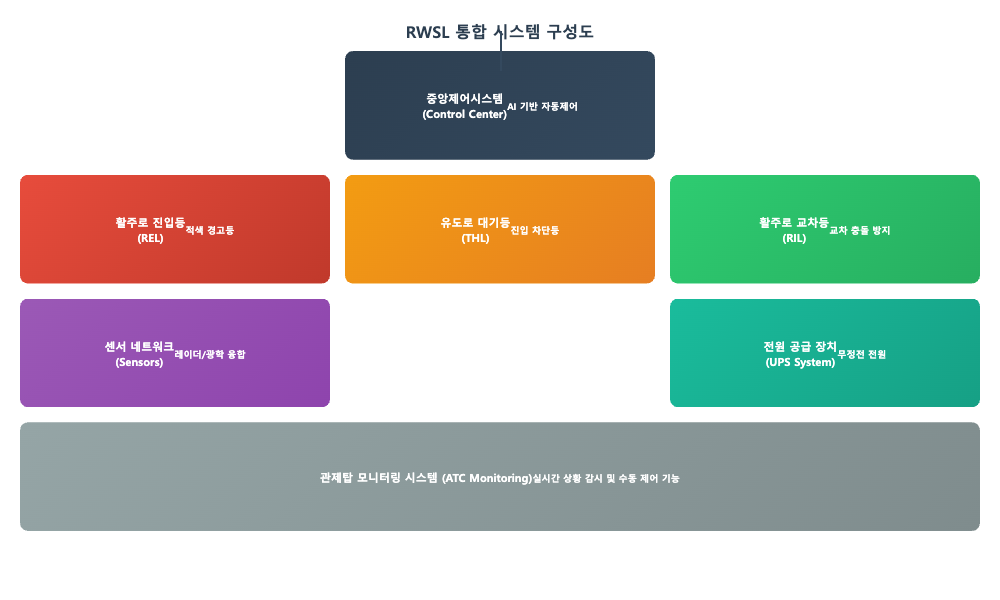 RWSL 통합 시스템 구성도
중앙제어시스템
(Control Center)
AI 기반 자동제어
활주로 진입등
(REL)
적색 경고등
유도로 대기등
(THL)
진입 차단등
활주로 교차등
(RIL)
교차 충돌 방지
센서 네트워크
(Sensors)
레이더/광학 융합
전원 공급 장치
(UPS System)
무정전 전원
관제탑 모니터링 시스템 (ATC Monitoring)실시간 상황 감시 및 수동 제어 기능